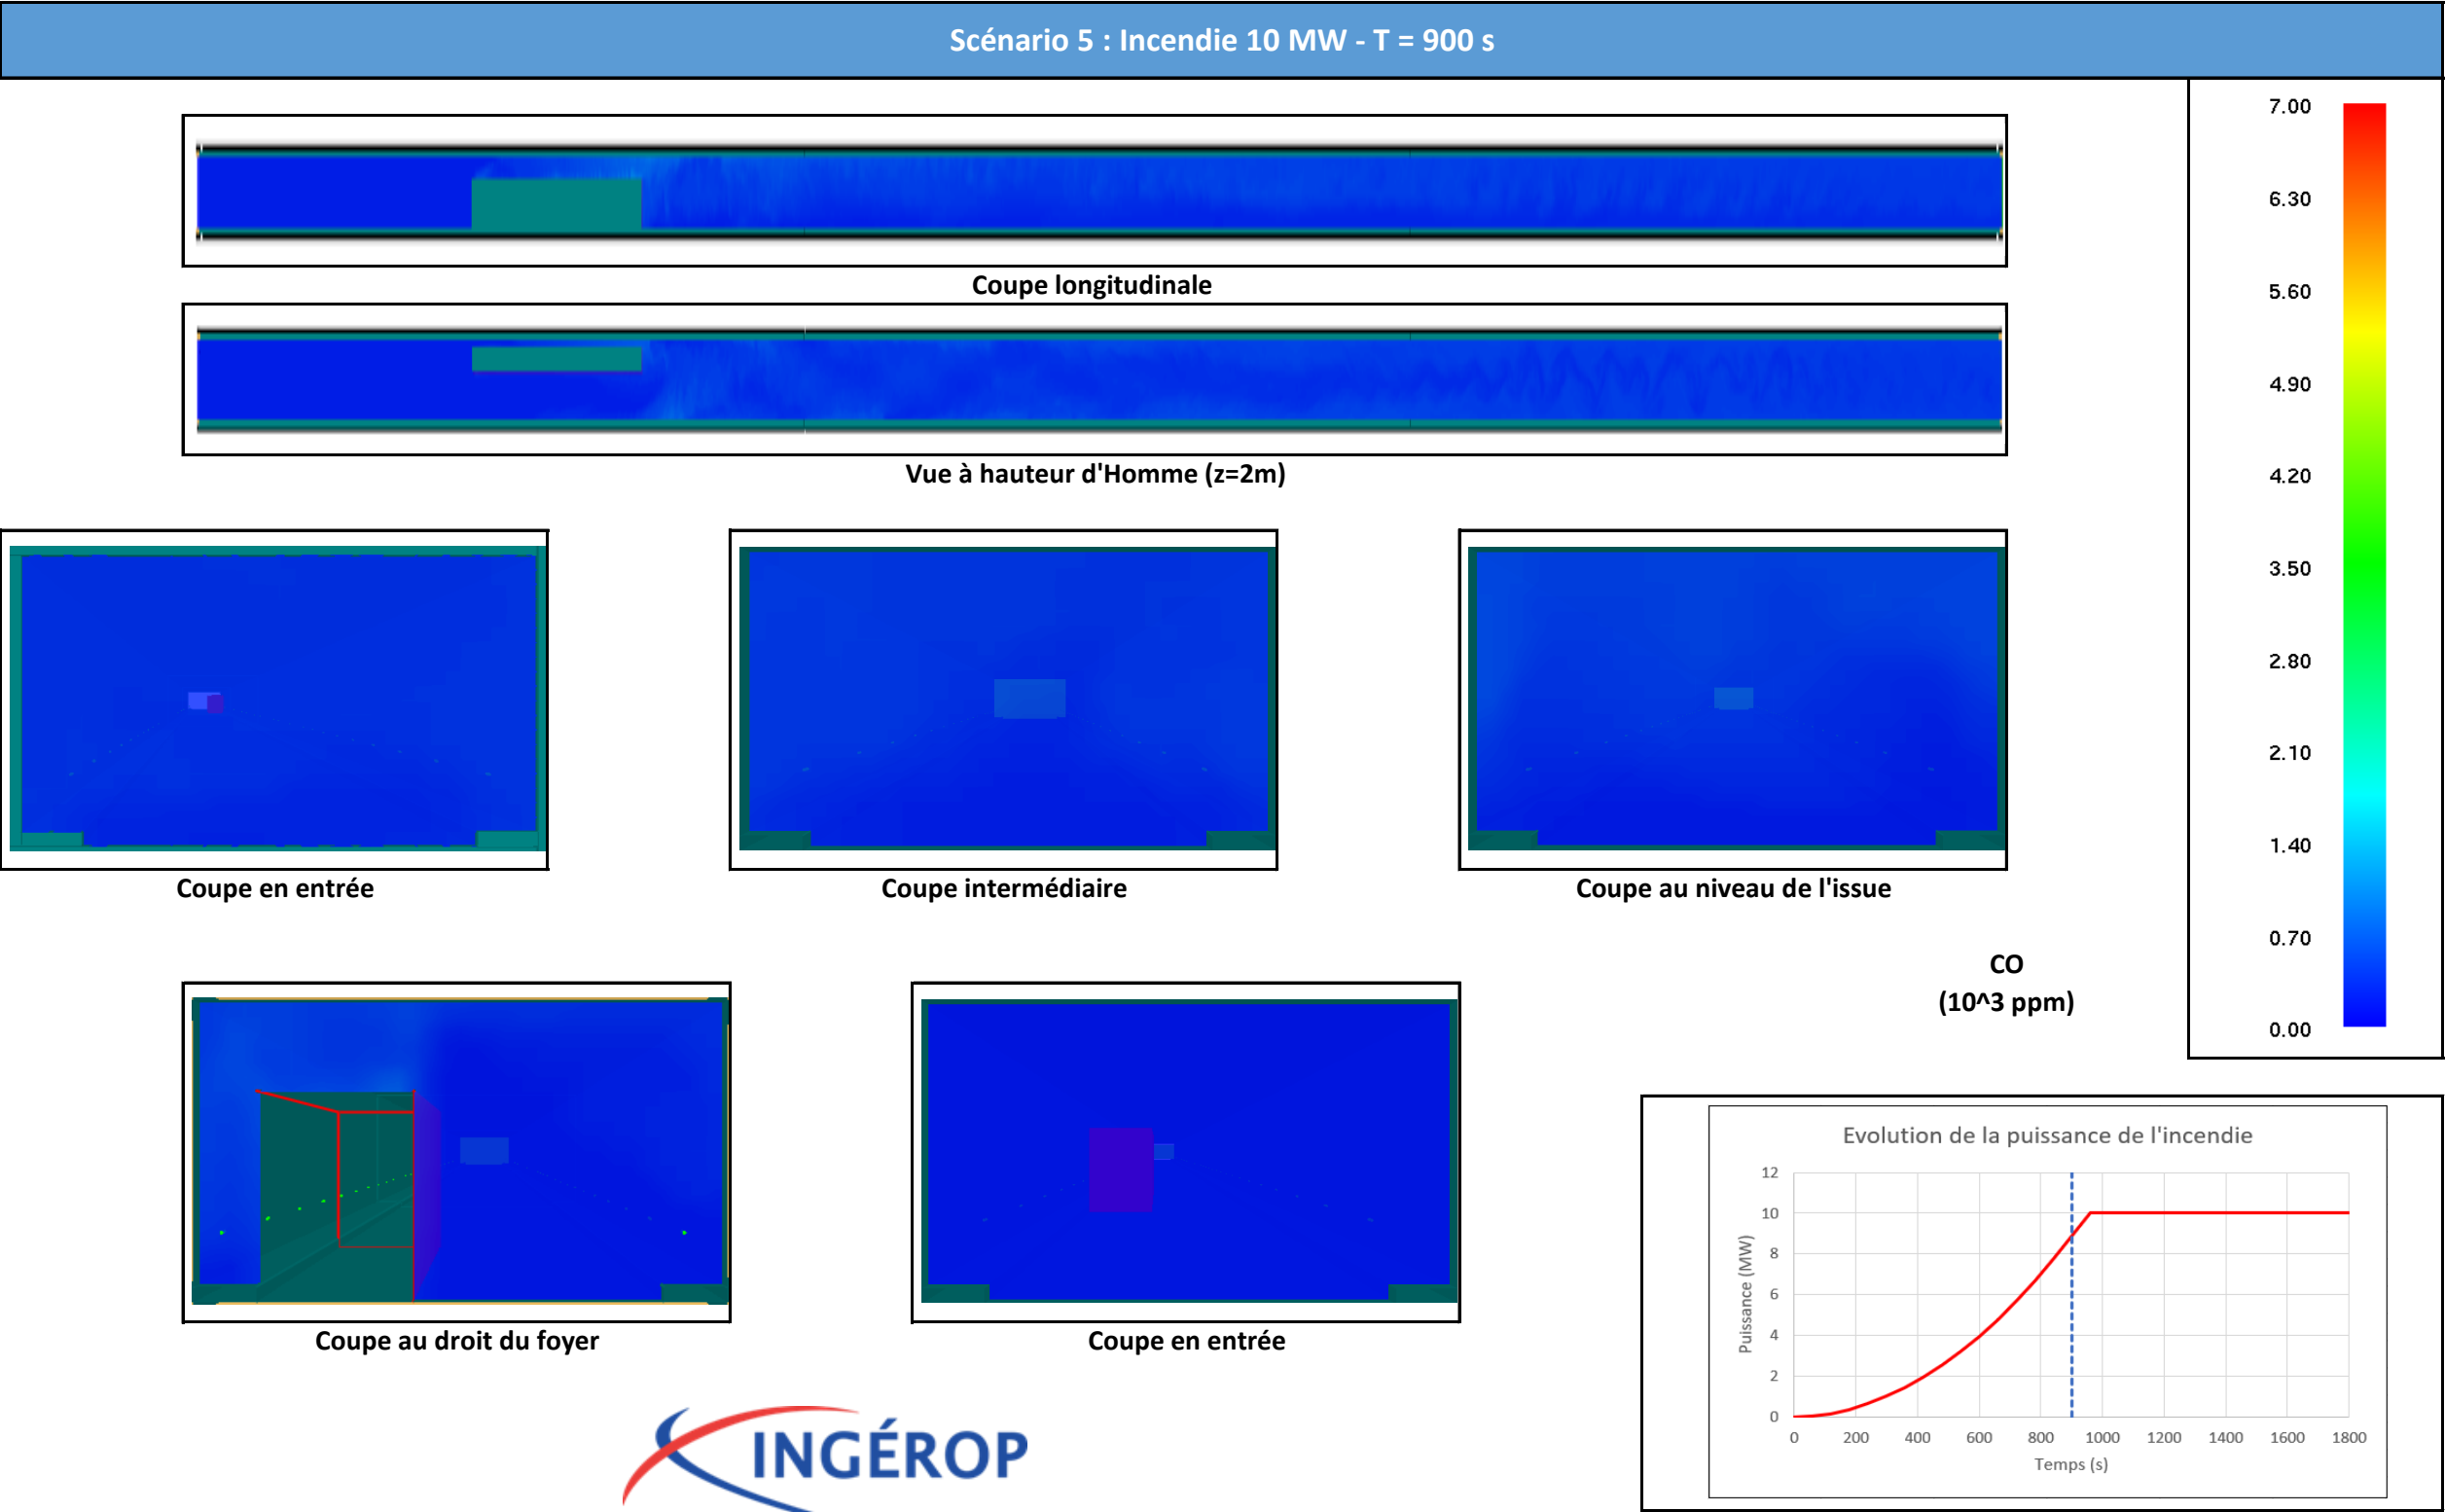 Scénario 5 : Incendie 10 MW - T = 900 s
Coupe longitudinale
Vue à hauteur d'Homme (z=2m)
Coupe en entrée
Coupe intermédiaire
Coupe au niveau de l'issue
Coupe au droit du foyer
Coupe en entrée
7.00
6.30
5.60
4.90
4.20
3.50
2.80
2.10
1.40
0.70
0.00
CO
(10^3 ppm)
Evolution de la puissance de l'incendie
Puissance (MW)
12
10
8
6
4
2
0
0 200 400 600 800 1000 1200 1400 1600 1800
Temps (s)
INGÉROP